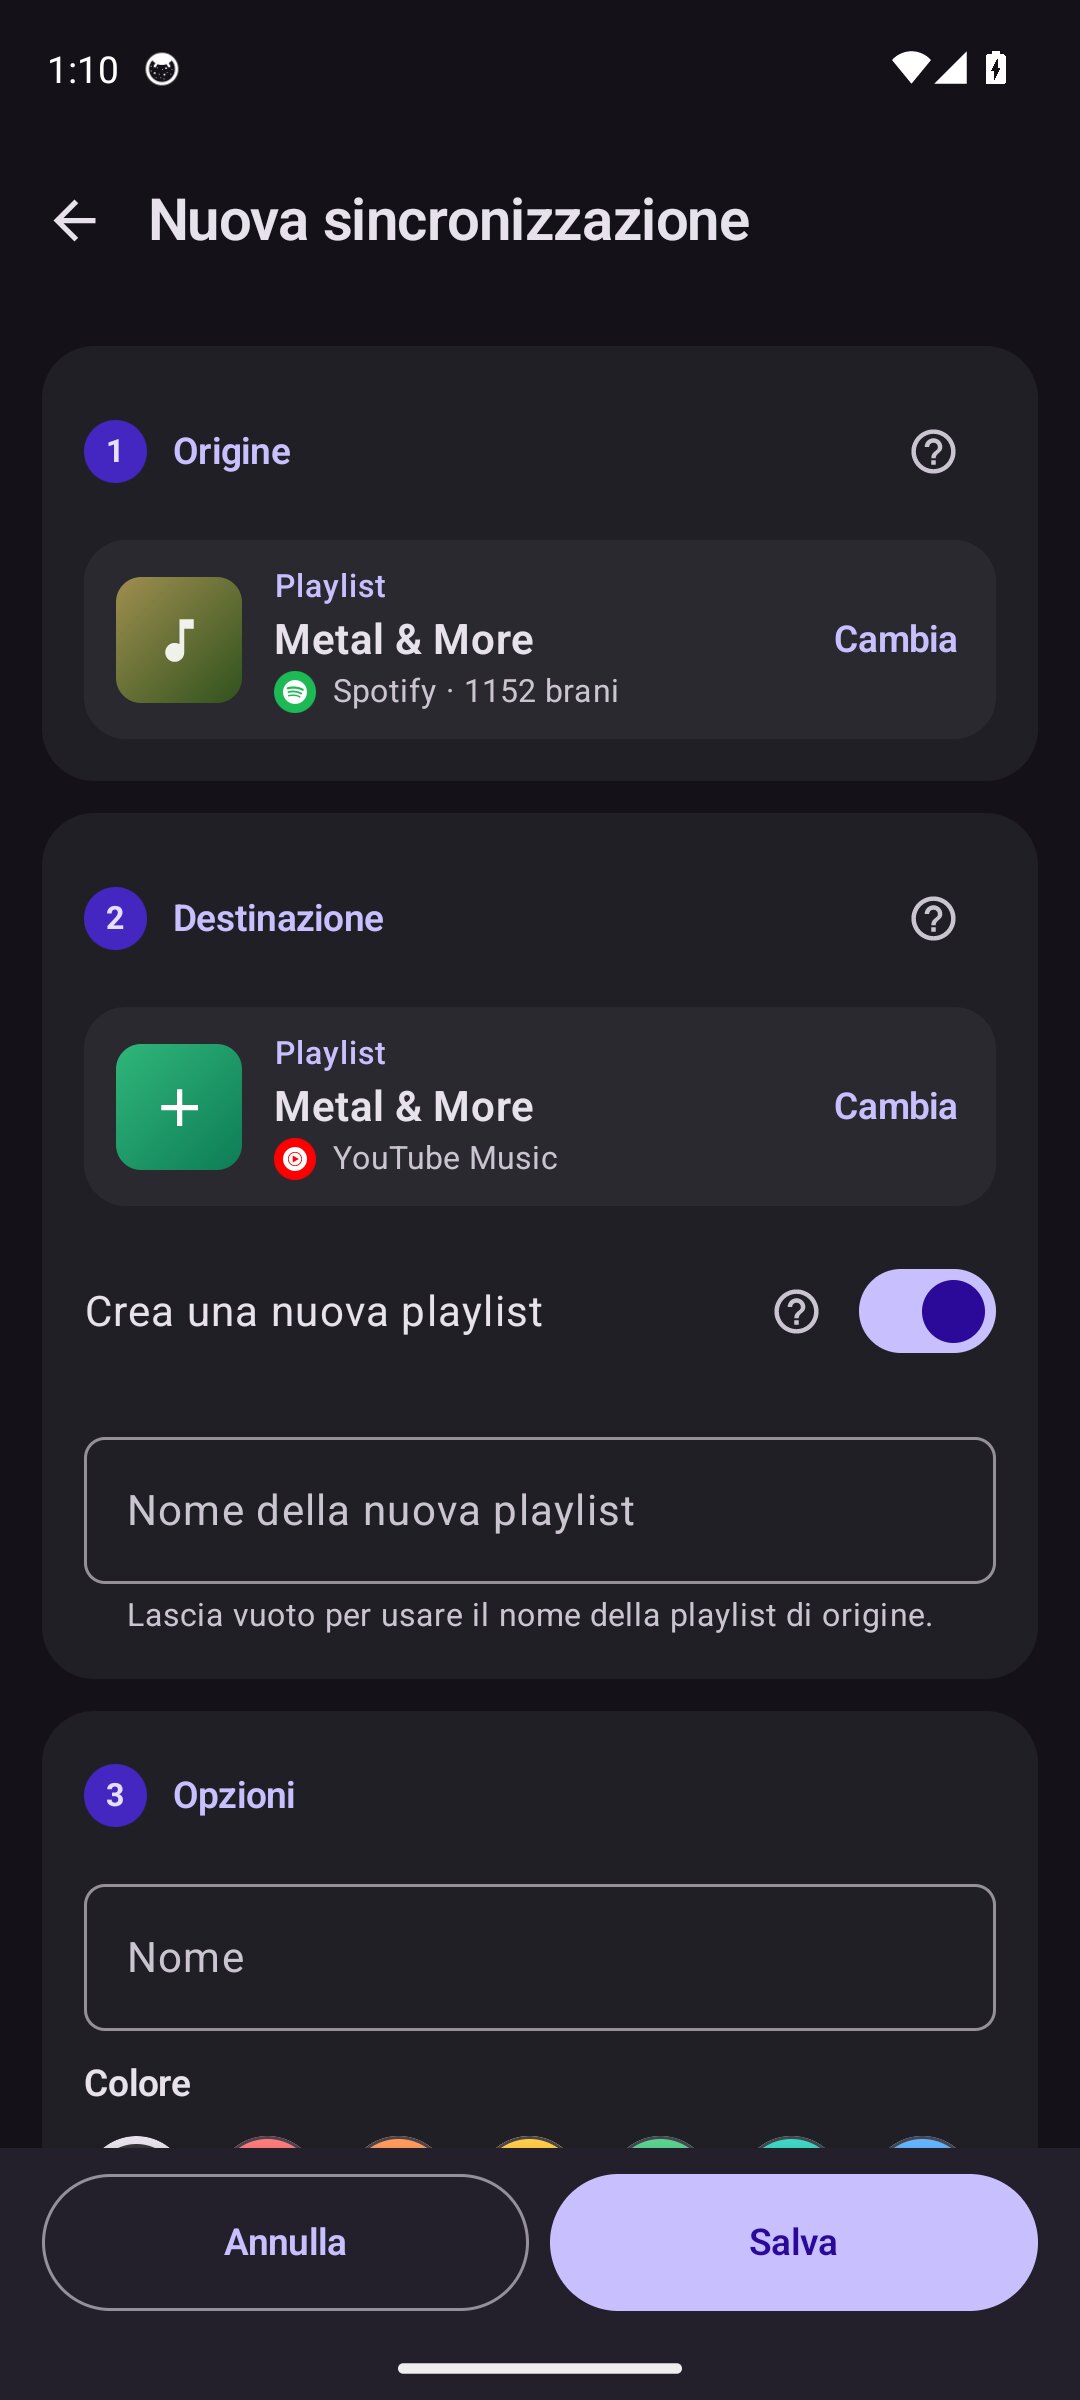 1:10
Nuova sincronizzazione
1 Origine
Playlist
Metal & More
Cambia
Spotify · 1152 brani
2 Destinazione
Playlist
Metal & More
Cambia
YouTube Music
Crea una nuova playlist
Nome della nuova playlist
Lascia vuoto per usare il nome della playlist di origine.
3 Opzioni
Nome
Colore
Annulla Salva